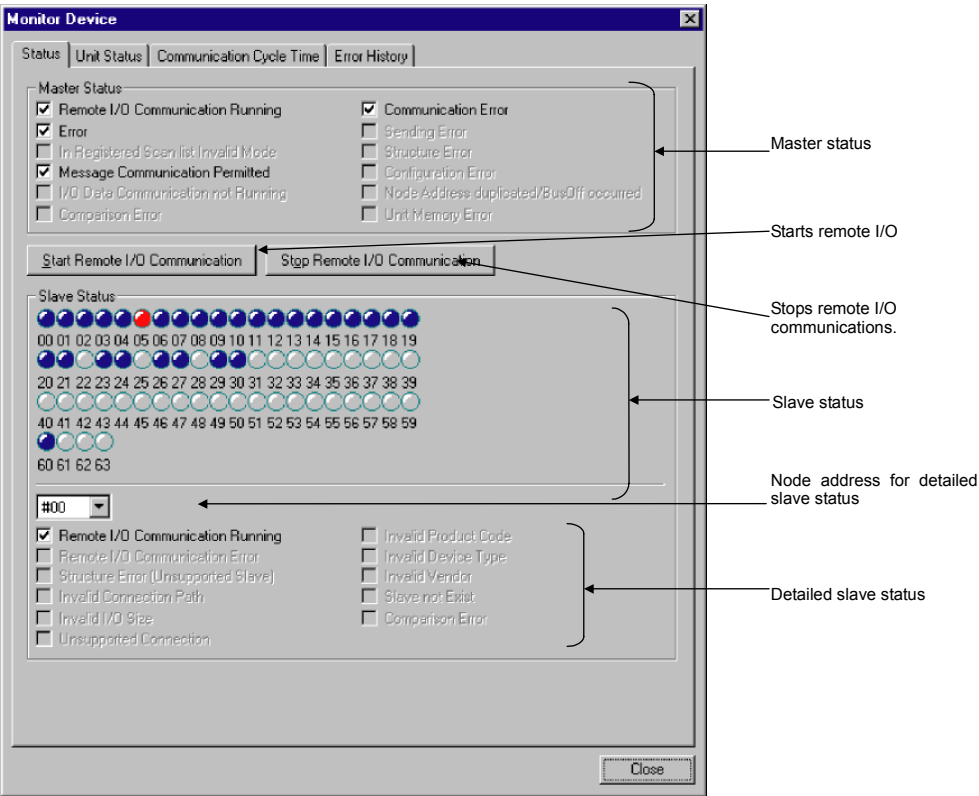 Monitor Device
Status Unit Status Communication Cycle Time Error History
Master Status
Remote I/O Communication Running
Error
In Registered Scan list Invalid Mode
Message Communication Permitted
I/O Data Communication not Running
Comparison Error
Communication Error
Sending Error
Structure Error
Configuration Error
Node Address duplicated/BusOff occurred
Unit Memory Error
Master status
Start Remote I/O Communication
Stop Remote I/O Communication
Starts remote I/O
Stops remote I/O
communications.
Slave Status
00 01 02 03 04 05 06 07 08 09 10 11 12 13 14 15 16 17 18 19
20 21 22 23 24 25 26 27 28 29 30 31 32 33 34 35 36 37 38 39
40 41 42 43 44 45 46 47 48 49 50 51 52 53 54 55 56 57 58 59
60 61 62 63
Slave status
#00
Node address for detailed
slave status
Remote I/O Communication Running
Remote I/O Communication Error
Structure Error (Unsupported Slave)
Invalid Connection Path
Invalid I/O Size
Unsupported Connection
Invalid Product Code
Invalid Device Type
Invalid Vendor
Slave not Exist
Comparison Error
Detailed slave status
Close